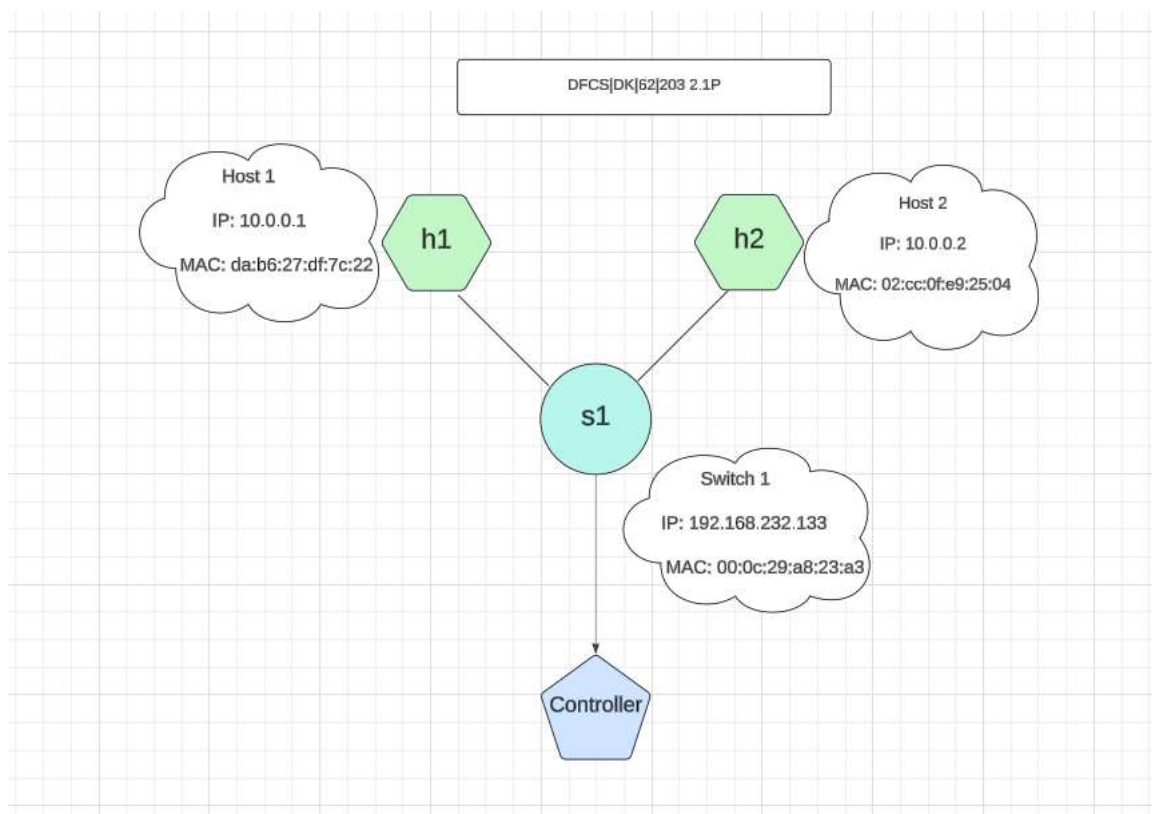 DFCS|DK|62|203 2.1P
Host 1
IP: 10.0.0.1
MAC: da:b6:27:df:7c:22
h1
h2
Host 2
IP: 10.0.0.2
MAC: 02:cc:0f:e9:25:04
s1
Switch 1
IP: 192.168.232.133
MAC: 00:0c:29:a8:23:a3
Controller